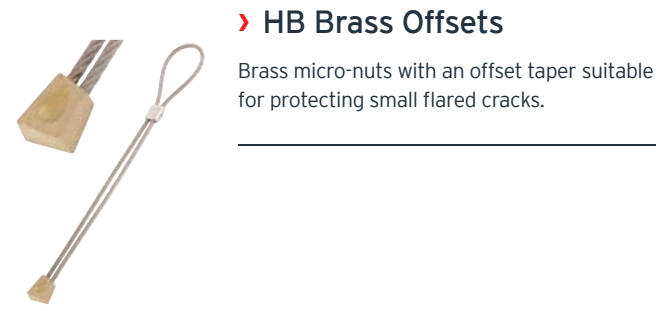 › HB Brass Offsets
Brass micro-nuts with an offset taper suitable
for protecting small flared cracks.